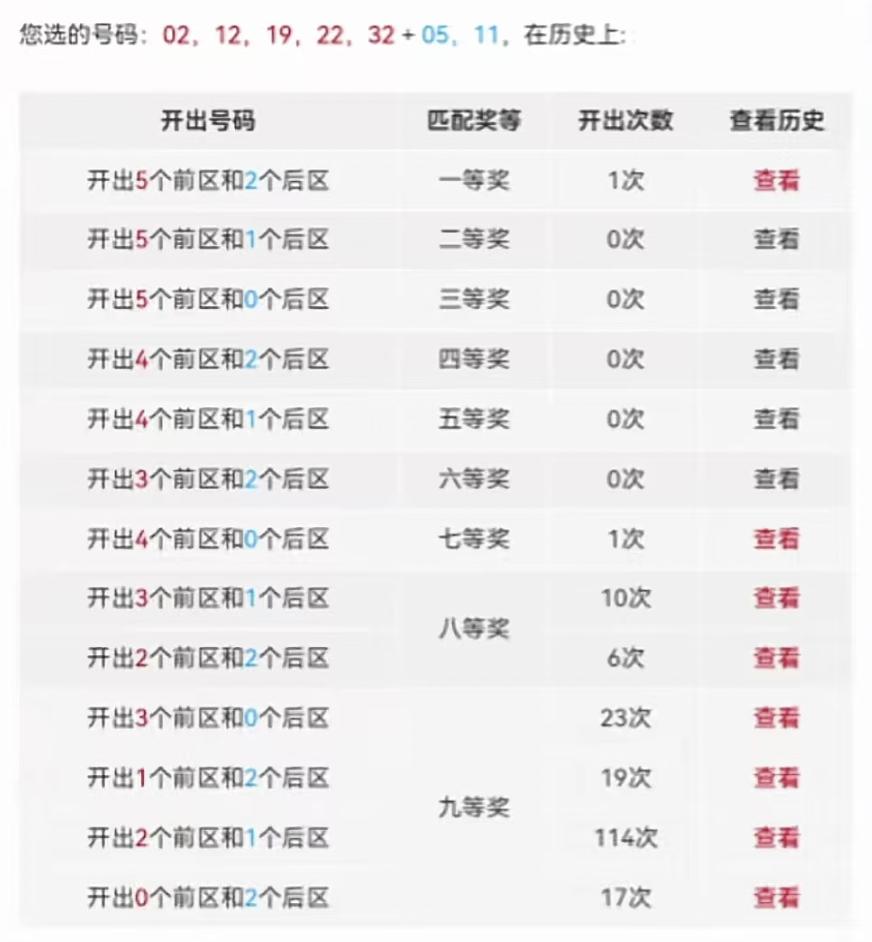 您选的号码：02，12，19，22，32+05，11，在历史上:
开出号码 匹配奖等 开出次数 查看历史
开出5个前区和2个后区 一等奖 1次 查看
开出5个前区和1个后区 二等奖 0次 查看
开出5个前区和0个后区 三等奖 0次 查看
开出4个前区和2个后区 四等奖 0次 查看
开出4个前区和1个后区 五等奖 0次 查看
开出3个前区和2个后区 六等奖 0次 查看
开出4个前区和0个后区 七等奖 1次 查看
开出3个前区和1个后区 10次 查看
八等奖
开出2个前区和2个后区 6次 查看
开出3个前区和0个后区 23次 查看
开出1个前区和2个后区 19次 查看
九等奖
开出2个前区和1个后区 114次 查看
开出0个前区和2个后区 17次 查看